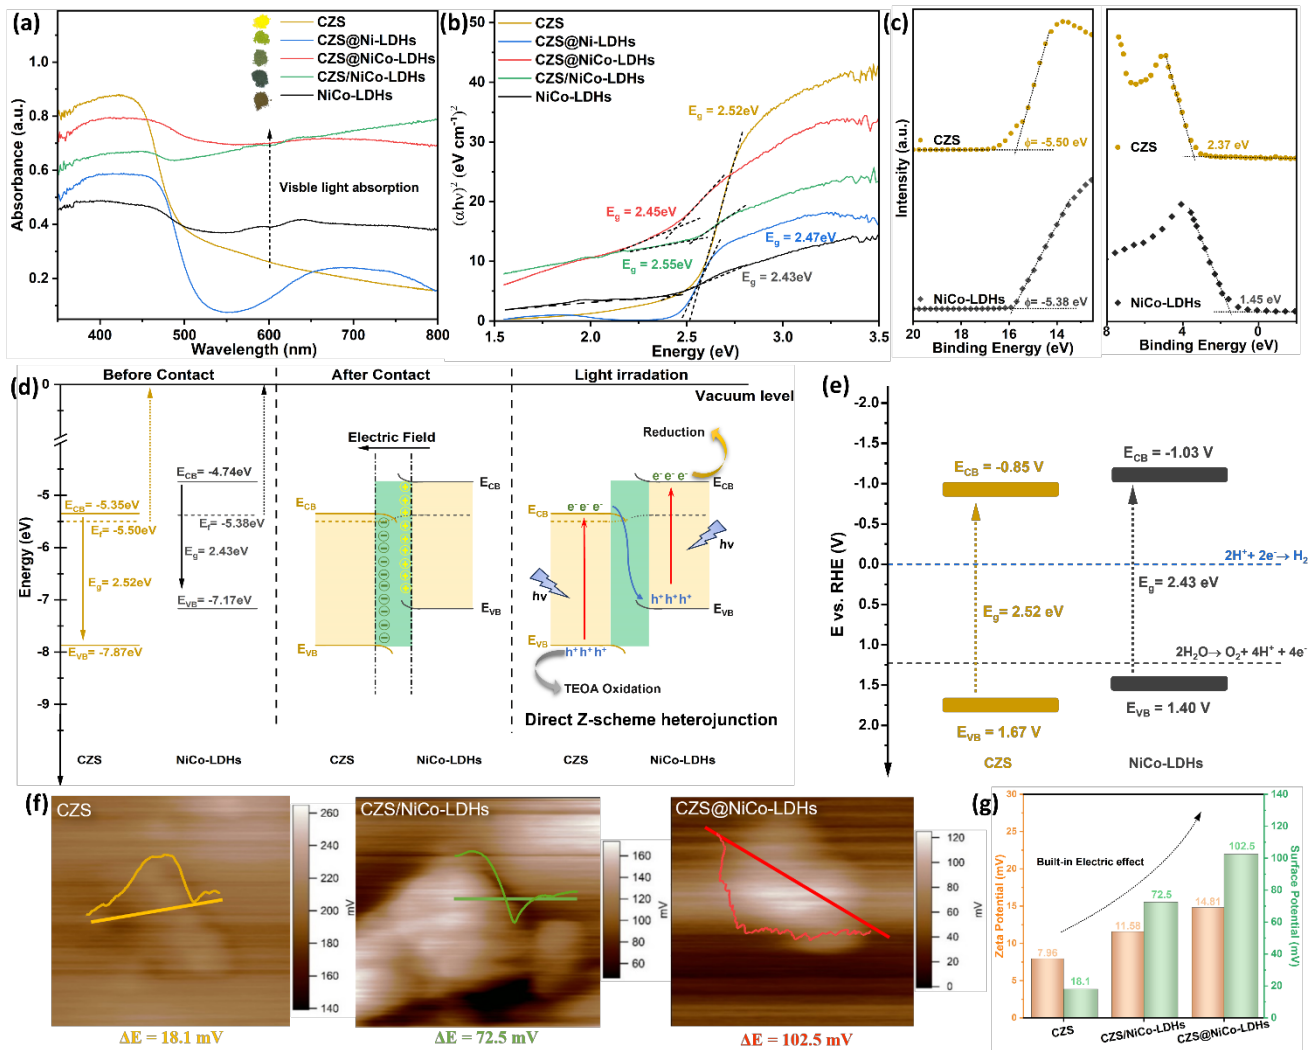 (a)
CZS
CZS@Ni-LDHs
CZS@NiCo-LDHs
CZS/NiCo-LDHs
NiCo-LDHs
Visble light absorption
Absorbance (a.u.)
1.0
0.8
0.6
0.4
0.2
400 450 500 550 600 650 700 750 800
Wavelength (nm)
(b)
CZS
CZS@Ni-LDHs
CZS@NiCo-LDHs
CZS/NiCo-LDHs
NiCo-LDHs
Eg = 2.52eV
Eg = 2.45eV
Eg = 2.47eV
Eg = 2.55eV
Eg = 2.43eV
(αhν)² (eV cm⁻¹)²
50
40
30
20
10
0
1.5 2.0 2.5 3.0 3.5
Energy (eV)
(c)
Intensity (a.u.)
CZS
ϕ= -5.50 eV
NiCo-LDHs
ϕ= -5.38 eV
20 18 16 14
Binding Energy (eV)
CZS
2.37 eV
NiCo-LDHs
1.45 eV
8 4 0
Binding Energy (eV)
(d)
Before Contact
After Contact
Light irradiation
Vacuum level
Energy (eV)
0
-5
-6
-7
-8
-9
ECB= -4.74eV
ECB= -5.35eV
Ef= -5.38eV
Ef = -5.50eV
Eg= 2.43eV
Eg= 2.52eV
EVB= -7.17eV
EVB= -7.87eV
CZS
NiCo-LDHs
Electric Field
ECB
ECB
EVB
EVB
CZS
NiCo-LDHs
Reduction
e⁻ e⁻ e⁻
ECB
e⁻ e⁻ e⁻
ECB
hv
hv
h⁺ h⁺ h⁺
EVB
EVB
h⁺ h⁺ h⁺
TEOA Oxidation
Direct Z-scheme heterojunction
CZS
NiCo-LDHs
(e)
E vs. RHE (V)
-2.0
-1.5
-1.0
-0.5
0.0
0.5
1.0
1.5
2.0
ECB= -0.85 V
ECB = -1.03 V
2H⁺+ 2e⁻→ H₂
Eg= 2.43 eV
Eg= 2.52 eV
2H₂O→ O₂+ 4H⁺ + 4e⁻
EVB = 1.67 V
EVB = 1.40 V
CZS
NiCo-LDHs
(f)
CZS
260
240
220
200
180
160
140
mV
ΔE = 18.1 mV
CZS/NiCo-LDHs
160
140
120
100
80
60
mV
ΔE = 72.5 mV
CZS@NiCo-LDHs
120
100
80
60
40
20
0
mV
ΔE = 102.5 mV
(g)
Zeta Potential (mV)
30
25
20
15
10
5
0
Surface Potential (mV)
140
120
100
80
60
40
20
0
Built-in Electric effect
7.96
18.1
11.58
72.5
14.81
102.5
CZS
CZS/NiCo-LDHs
CZS@NiCo-LDHs